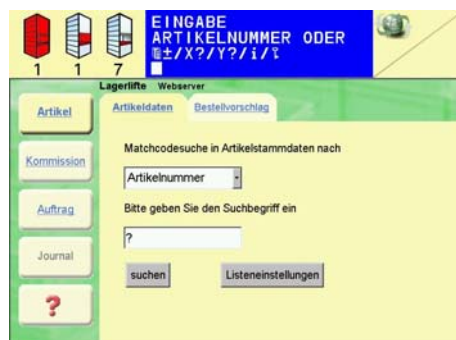 EINGABE
ARTIKELNUMMER ODER
±/X?/Y?/i/
1 1 7
Lagerlifte Webserver
Artikel
Artikeldaten Bestellvorschlag
Matchcodesuche in Artikelstammdaten nach
Kommission
Artikelnummer
Auftrag
Bitte geben Sie den Suchbegriff ein
?
Journal
suchen Listeneinstellungen
?